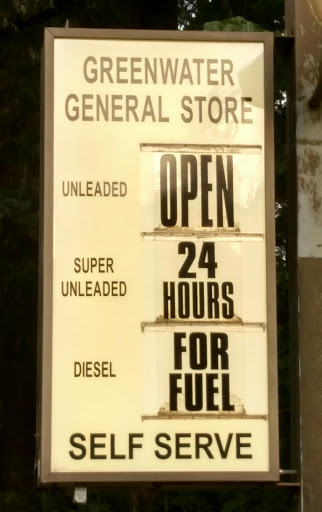 GREENWATER
GENERAL STORE
UNLEADED
OPEN
SUPER
UNLEADED
24
HOURS
DIESEL
FOR
FUEL
SELF SERVE